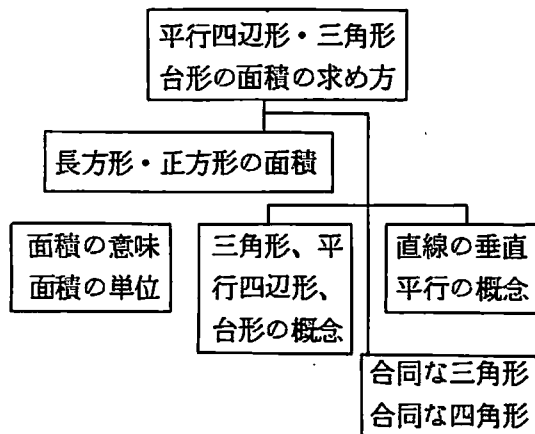 平行四辺形・三角形
台形の面積の求め方
長方形・正方形の面積
面積の意味
面積の単位
三角形、平
行四辺形、
台形の概念
直線の垂直
平行の概念
合同な三角形
合同な四角形